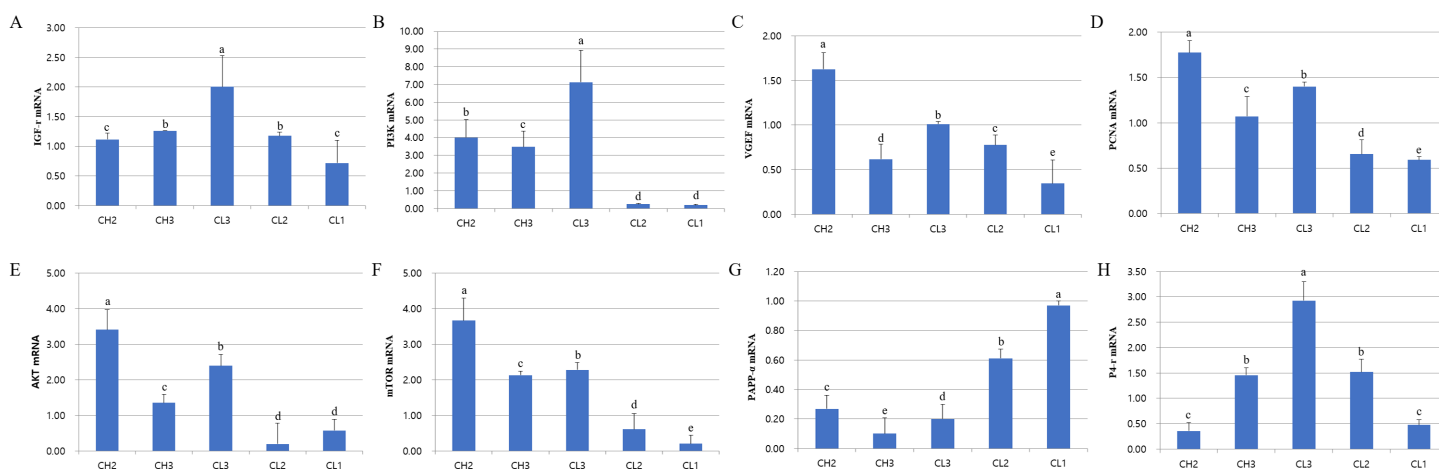 A
3.00
2.50
2.00
1.50
1.00
0.50
0.00
IGF-r mRNA
c
b
a
b
c
CH2 CH3 CL3 CL2 CL1
B
10.00
9.00
8.00
7.00
6.00
5.00
4.00
3.00
2.00
1.00
0.00
PI3K mRNA
b
c
a
d
d
CH2 CH3 CL3 CL2 CL1
C
2.00
1.50
1.00
0.50
0.00
VGEF mRNA
a
d
b
c
e
CH2 CH3 CL3 CL2 CL1
D
2.00
1.50
1.00
0.50
0.00
PCNA mRNA
a
c
b
d
e
CH2 CH3 CL3 CL2 CL1
E
5.00
4.00
3.00
2.00
1.00
0.00
AKT mRNA
a
c
b
d
d
CH2 CH3 CL3 CL2 CL1
F
5.00
4.00
3.00
2.00
1.00
0.00
mTOR mRNA
a
c
b
d
e
CH2 CH3 CL3 CL2 CL1
G
1.20
1.00
0.80
0.60
0.40
0.20
0.00
PAPP-α mRNA
c
e
d
b
a
CH2 CH3 CL3 CL2 CL1
H
3.50
3.00
2.50
2.00
1.50
1.00
0.50
0.00
P4-r mRNA
c
b
a
b
c
CH2 CH3 CL3 CL2 CL1